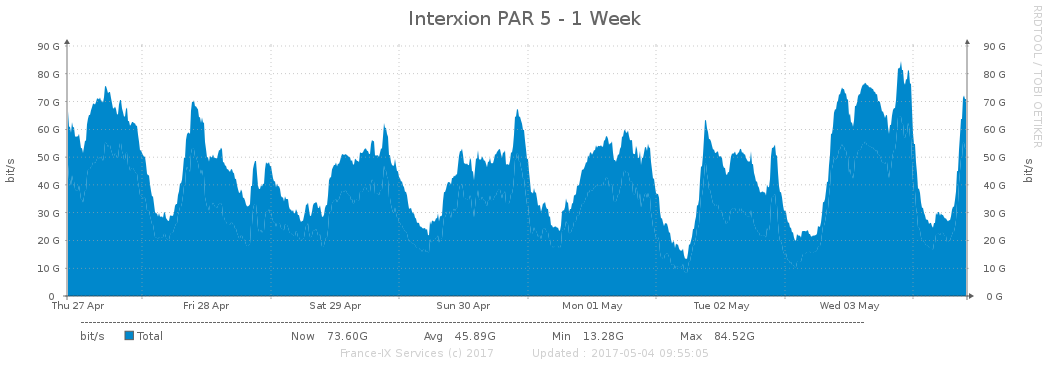 Interxion PAR 5 - 1 Week
RRDTOOL / TOBI OETIKER
bit/s
90 G
80 G
70 G
60 G
50 G
40 G
30 G
20 G
10 G
0
90 G
80 G
70 G
60 G
50 G
40 G
30 G
20 G
10 G
0 G
bit/s
Thu 27 Apr Fri 28 Apr Sat 29 Apr Sun 30 Apr Mon 01 May Tue 02 May Wed 03 May
bit/s Total Now 73.60G Avg 45.89G Min 13.28G Max 84.52G
France-IX Services (c) 2017 Updated : 2017-05-04 09:55:05